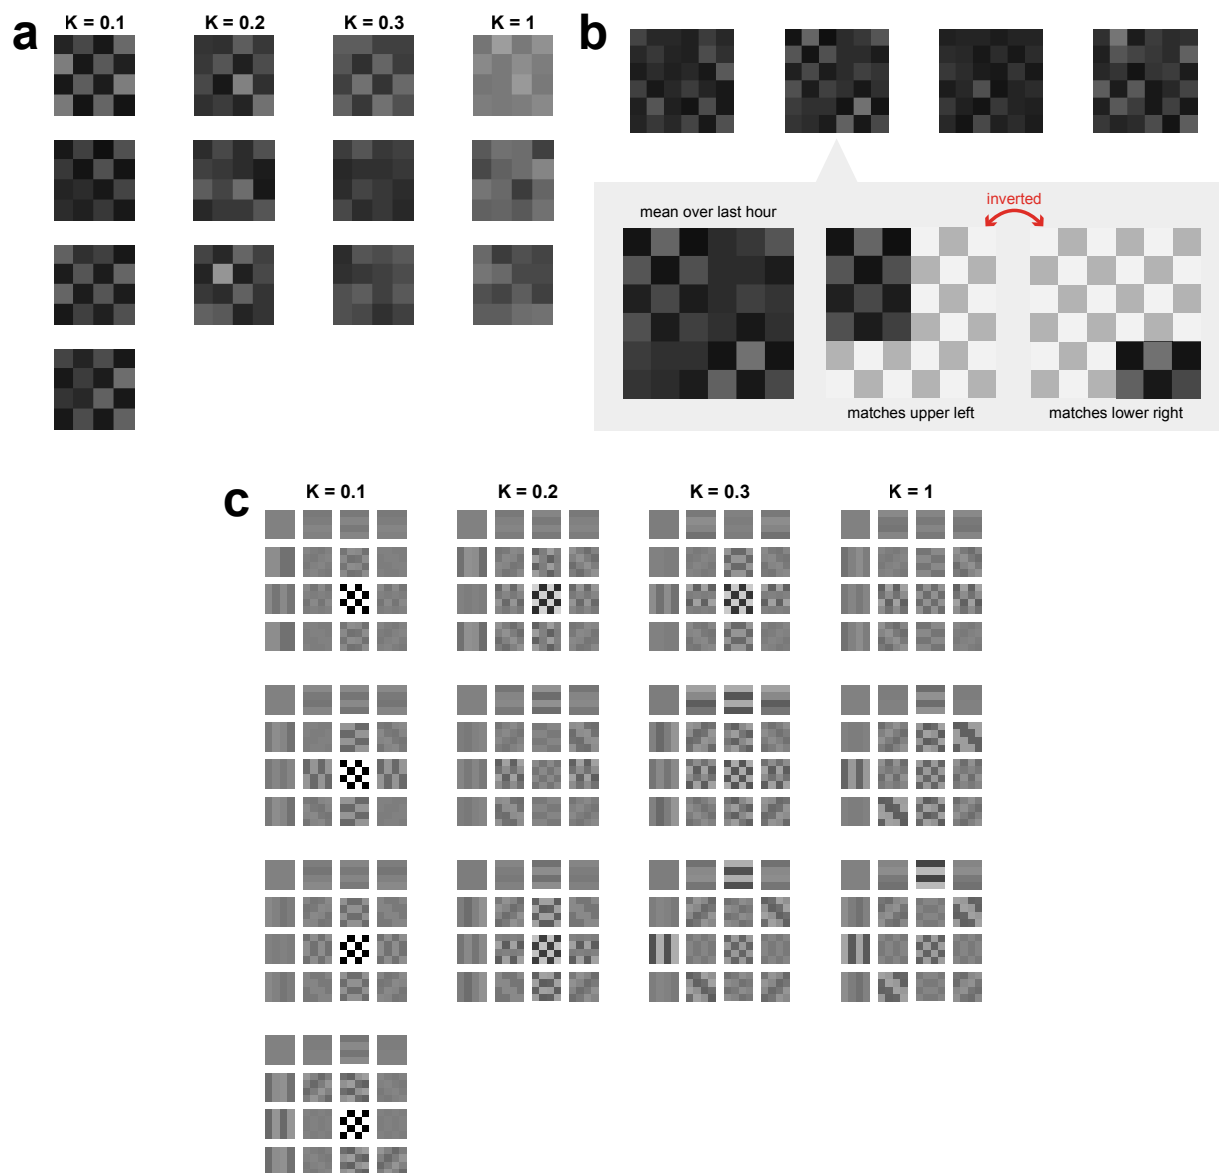 a
K = 0.1 K = 0.2 K = 0.3 K = 1
b
inverted
mean over last hour
matches upper left matches lower right
c
K = 0.1 K = 0.2 K = 0.3 K = 1